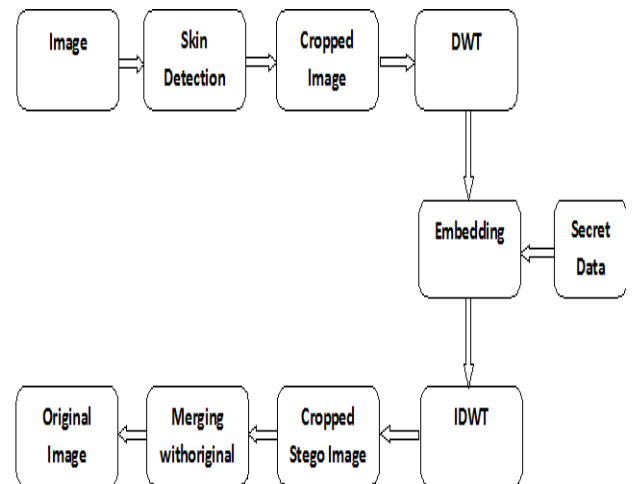 Image
Skin
Detection
Cropped
Image
DWT
Embedding
Secret
Data
Original
Image
Merging
withoriginal
Cropped
Stego Image
IDWT